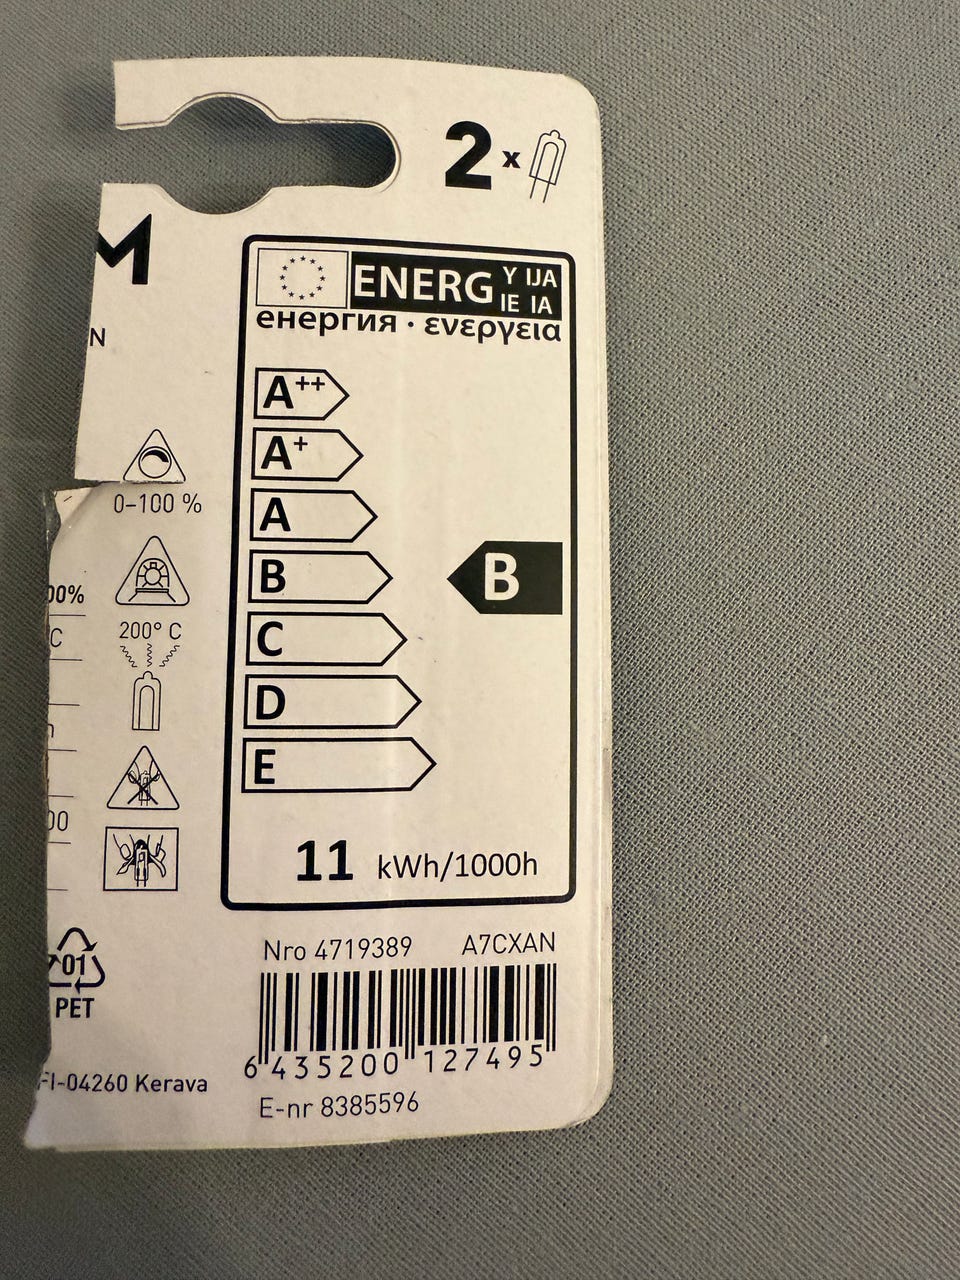 2 x
M
N
ENERG Y IJA
IE IA
енергия · ενεργεια
A++
A+
A
B
B
C
D
E
11 kWh/1000h
0–100 %
00%
200° C
C
00
01
PET
Nro 4719389 A7CXAN
6 435200 127495
FI-04260 Kerava
E-nr 8385596